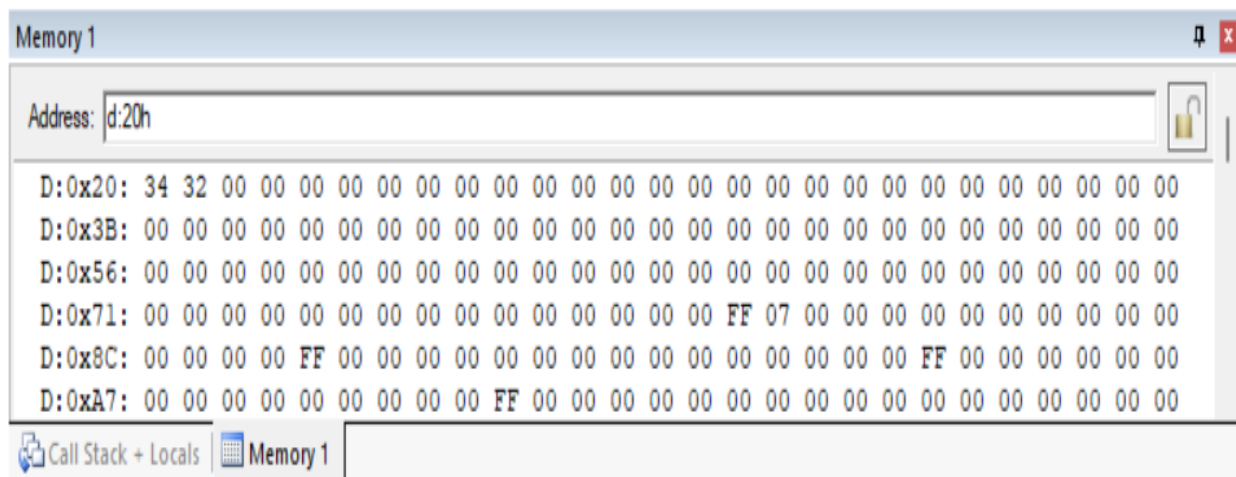 Memory 1
Address: d:20h
D:0x20: 34 32 00 00 00 00 00 00 00 00 00 00 00 00 00 00 00 00 00 00 00 00 00 00 00 00 00
D:0x3B: 00 00 00 00 00 00 00 00 00 00 00 00 00 00 00 00 00 00 00 00 00 00 00 00 00 00 00
D:0x56: 00 00 00 00 00 00 00 00 00 00 00 00 00 00 00 00 00 00 00 00 00 00 00 00 00 00 00
D:0x71: 00 00 00 00 00 00 00 00 00 00 00 00 00 00 00 FF 07 00 00 00 00 00 00 00 00 00 00
D:0x8C: 00 00 00 00 FF 00 00 00 00 00 00 00 00 00 00 00 00 00 00 00 FF 00 00 00 00 00 00
D:0xA7: 00 00 00 00 00 00 00 00 00 FF 00 00 00 00 00 00 00 00 00 00 00 00 00 00 00 00 00
Call Stack + Locals Memory 1